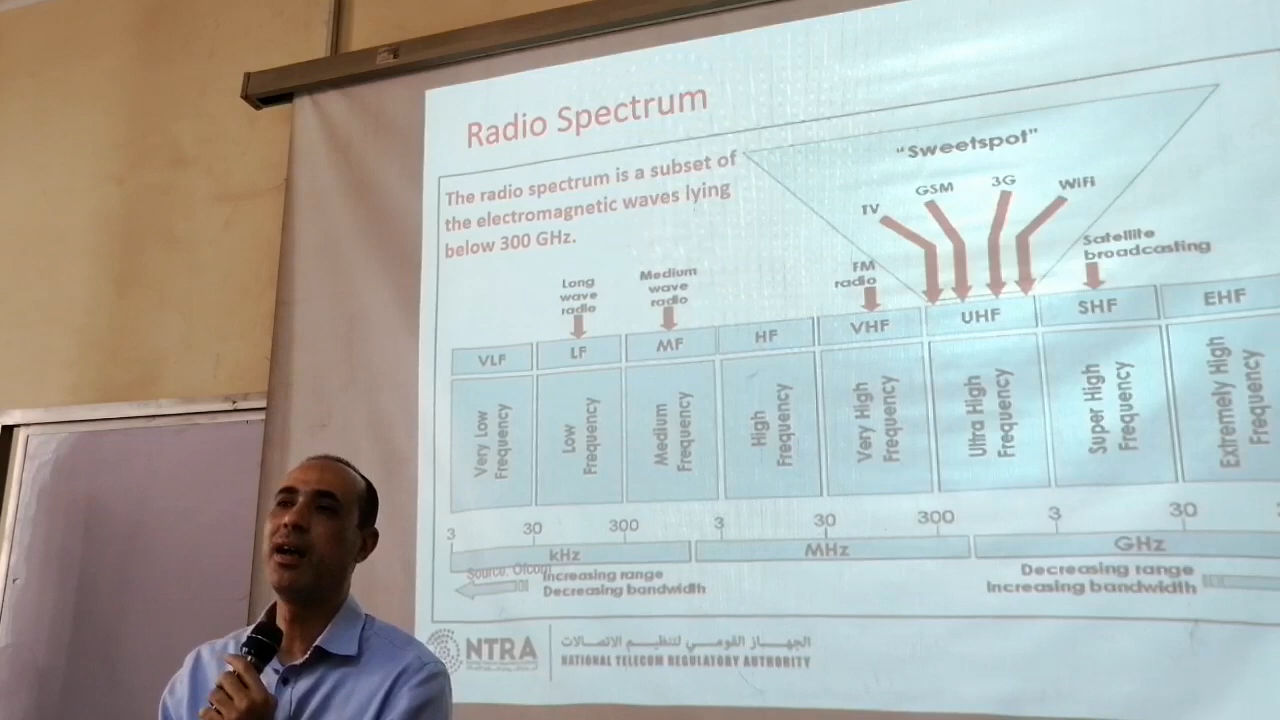 Radio Spectrum
The radio spectrum is a subset of
the electromagnetic waves lying
below 300 GHz.
"Sweetspot"
TV
GSM
3G
WiFi
Long
wave
radio
Medium
wave
radio
FM
radio
Satellite
broadcasting
VLF
LF
MF
HF
VHF
UHF
SHF
EHF
Very Low
Frequency
Low
Frequency
Medium
Frequency
High
Frequency
Very High
Frequency
Ultra High
Frequency
Super High
Frequency
Extremely High
Frequency
3
30
300
3
30
300
3
30
kHz
MHz
GHz
Source: Ofcom
Increasing range
Decreasing bandwidth
Decreasing range
Increasing bandwidth
NTRA
الجهاز القومي لتنظيم الاتصالات
NATIONAL TELECOM REGULATORY AUTHORITY